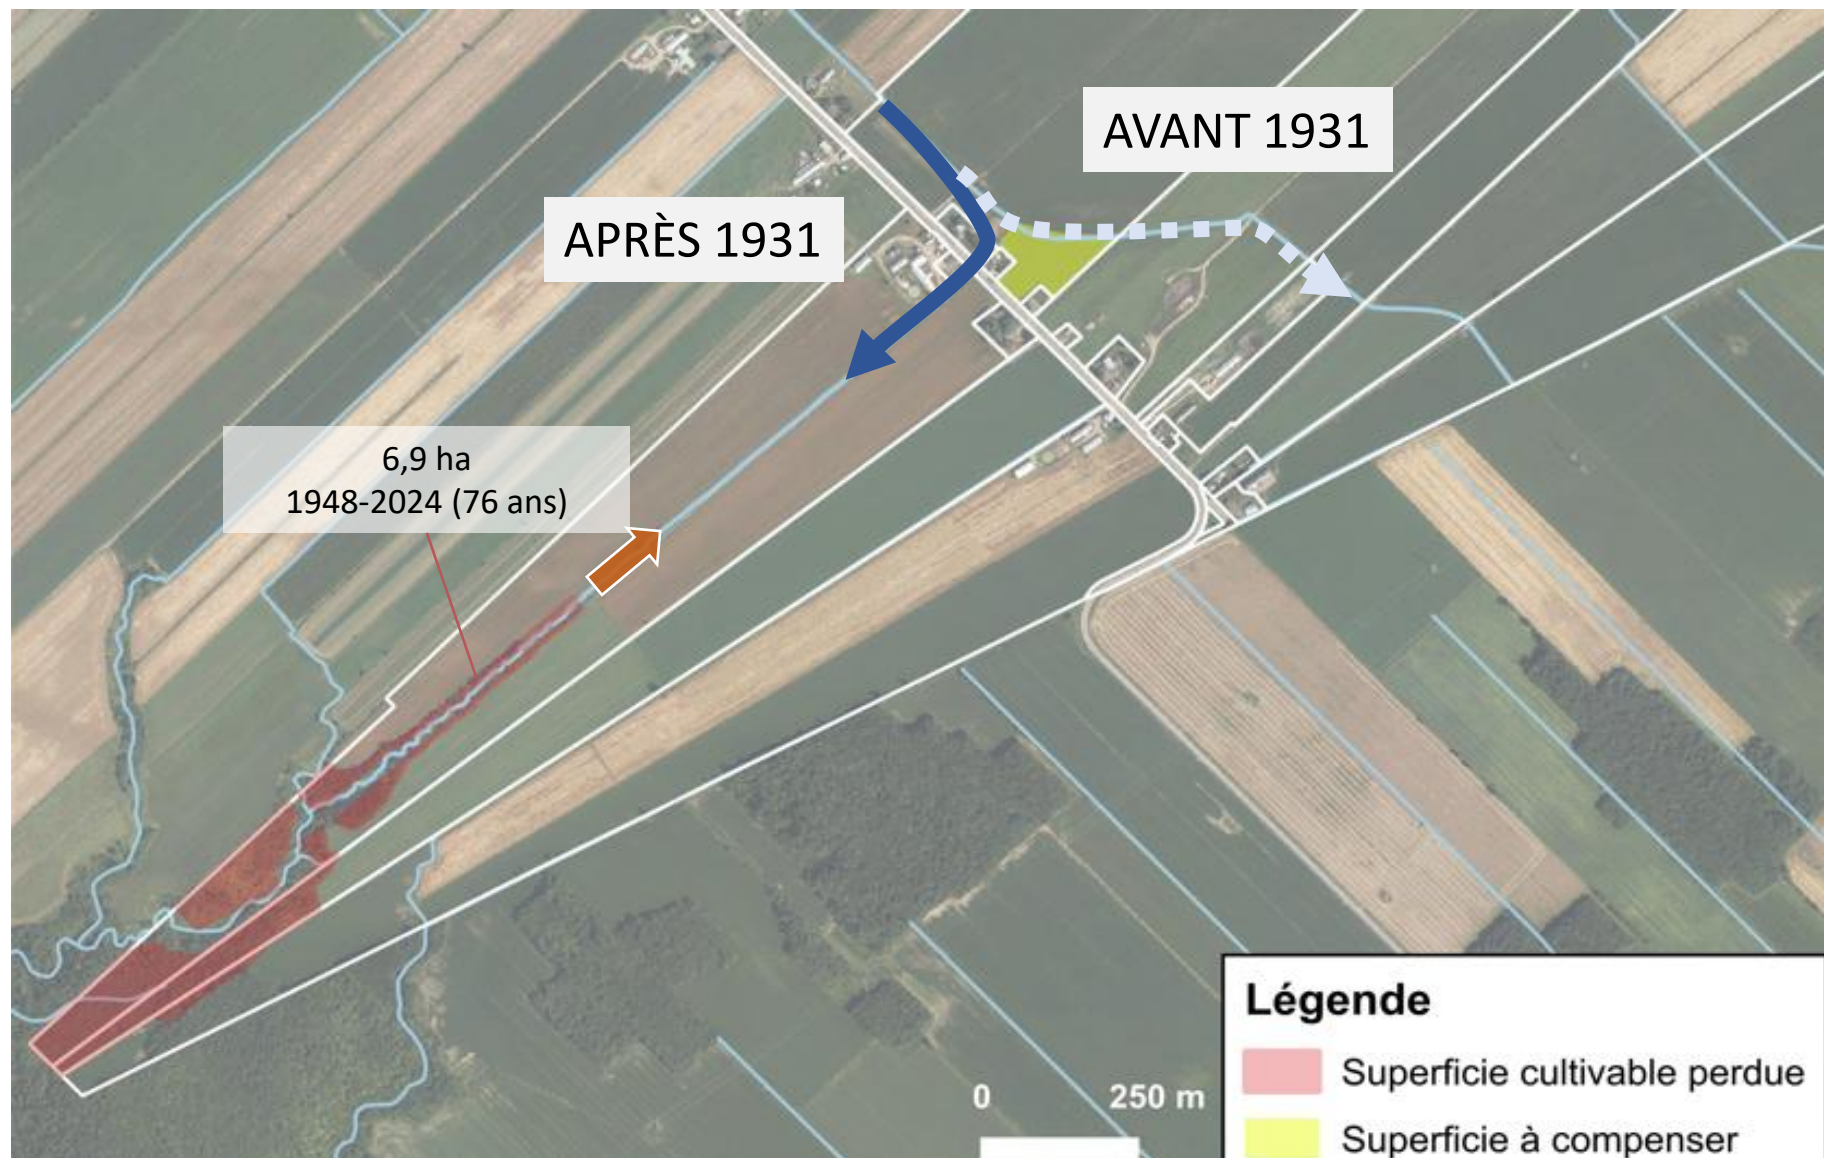 AVANT 1931
APRÈS 1931
6,9 ha
1948-2024 (76 ans)
Légende
Superficie cultivable perdue
Superficie à compenser
0 250 m